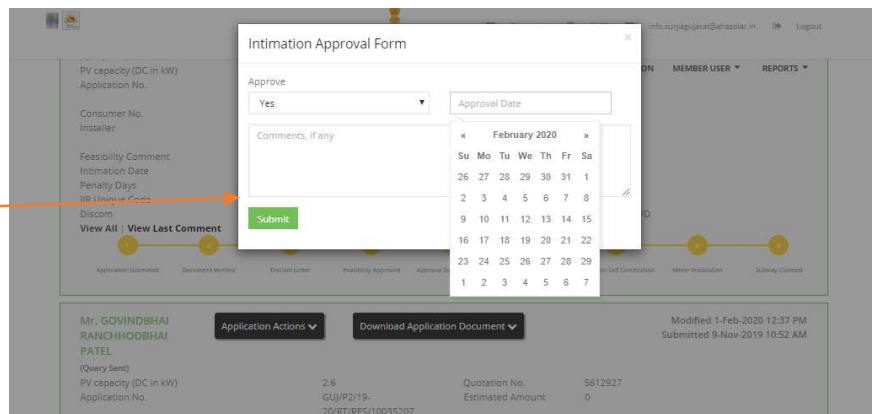 info.suryagujarat@ahasolar.in Logout
Intimation Approval Form ×
PV capacity (DC in kW)
Application No.
ON MEMBER USER REPORTS
Approve
Yes Approval Date
Consumer No.
Installer
Comments, if any
« February 2020 »
Su Mo Tu We Th Fr Sa
26 27 28 29 30 31 1
2 3 4 5 6 7 8
9 10 11 12 13 14 15
16 17 18 19 20 21 22
23 24 25 26 27 28 29
1 2 3 4 5 6 7
Feasibility Comment
Intimation Date
Penalty Days
IIR Unique Code
Discom
Submit
View All | View Last Comment
Application Submitted Document Verified DisCom Letter Feasibility Approved Meter Installation Subsidy Claimed
Mr. GOVINDBHAI RANCHHODBHAI PATEL
Application Actions Download Application Document
Modified 1-Feb-2020 12:37 PM
Submitted 9-Nov-2019 10:52 AM
(Query Sent)
PV capacity (DC in kW) 2.6 Quotation No. 5612927
Application No. GUJ/P2/19-20/RT/PES/10035207 Estimated Amount 0